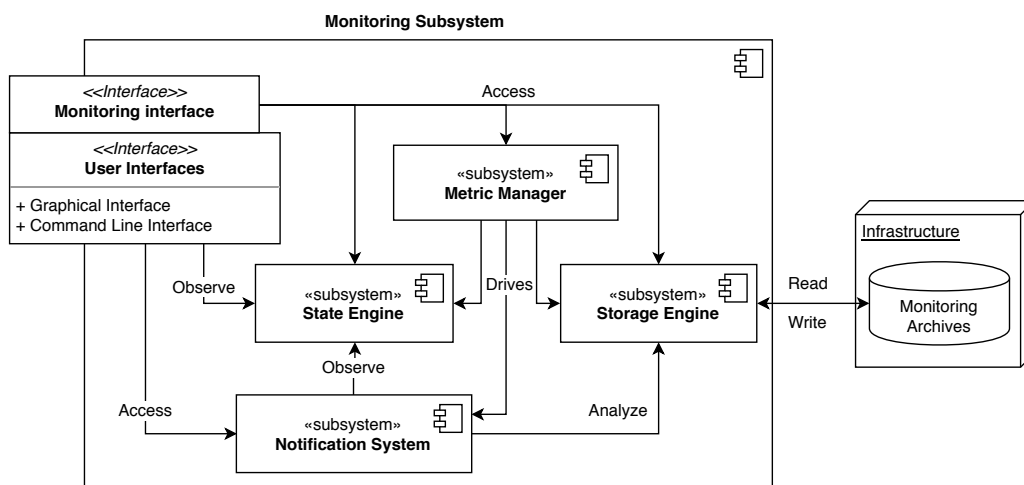 Monitoring Subsystem
<<Interface>>
Monitoring interface
Access
<<Interface>>
User Interfaces
+ Graphical Interface
+ Command Line Interface
«subsystem»
Metric Manager
Infrastructure
Observe
«subsystem»
State Engine
Drives
«subsystem»
Storage Engine
Read
Write
Monitoring
Archives
Observe
Access
«subsystem»
Notification System
Analyze